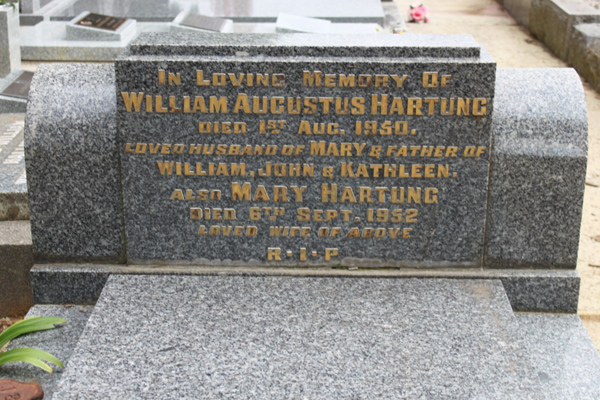 IN LOVING MEMORY OF
WILLIAM AUGUSTUS HARTUNG
DIED 1ST AUG. 1950.
LOVED HUSBAND OF MARY & FATHER OF
WILLIAM, JOHN & KATHLEEN.
ALSO MARY HARTUNG
DIED 6TH SEPT. 1952
LOVED WIFE OF ABOVE
R·I·P